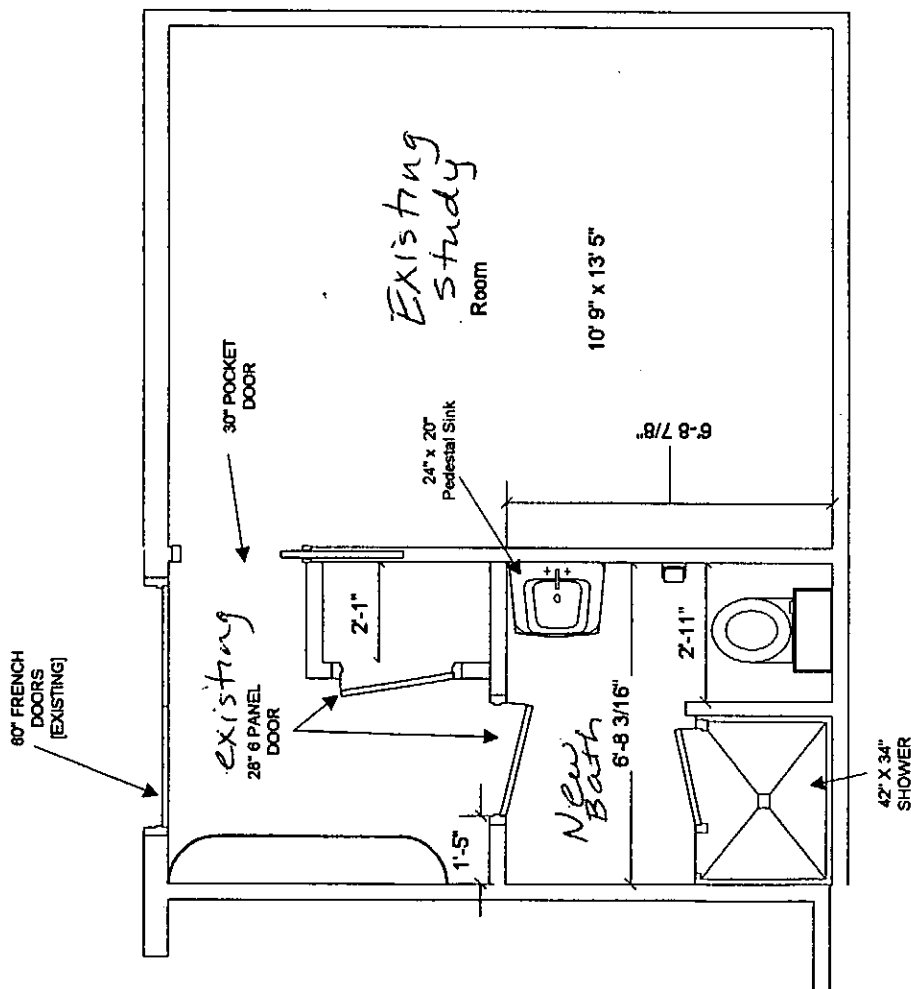 60" FRENCH
DOORS
[EXISTING]
30" POCKET
DOOR
Existing
study
Room
10' 9" x 13' 5"
existing
28" 6 PANEL
DOOR
2'-1"
24" x 20"
Pedestal Sink
6'-8 7/8"
1'-5"
New
Bath
6'-8 3/16"
2'-11"
42" X 34"
SHOWER